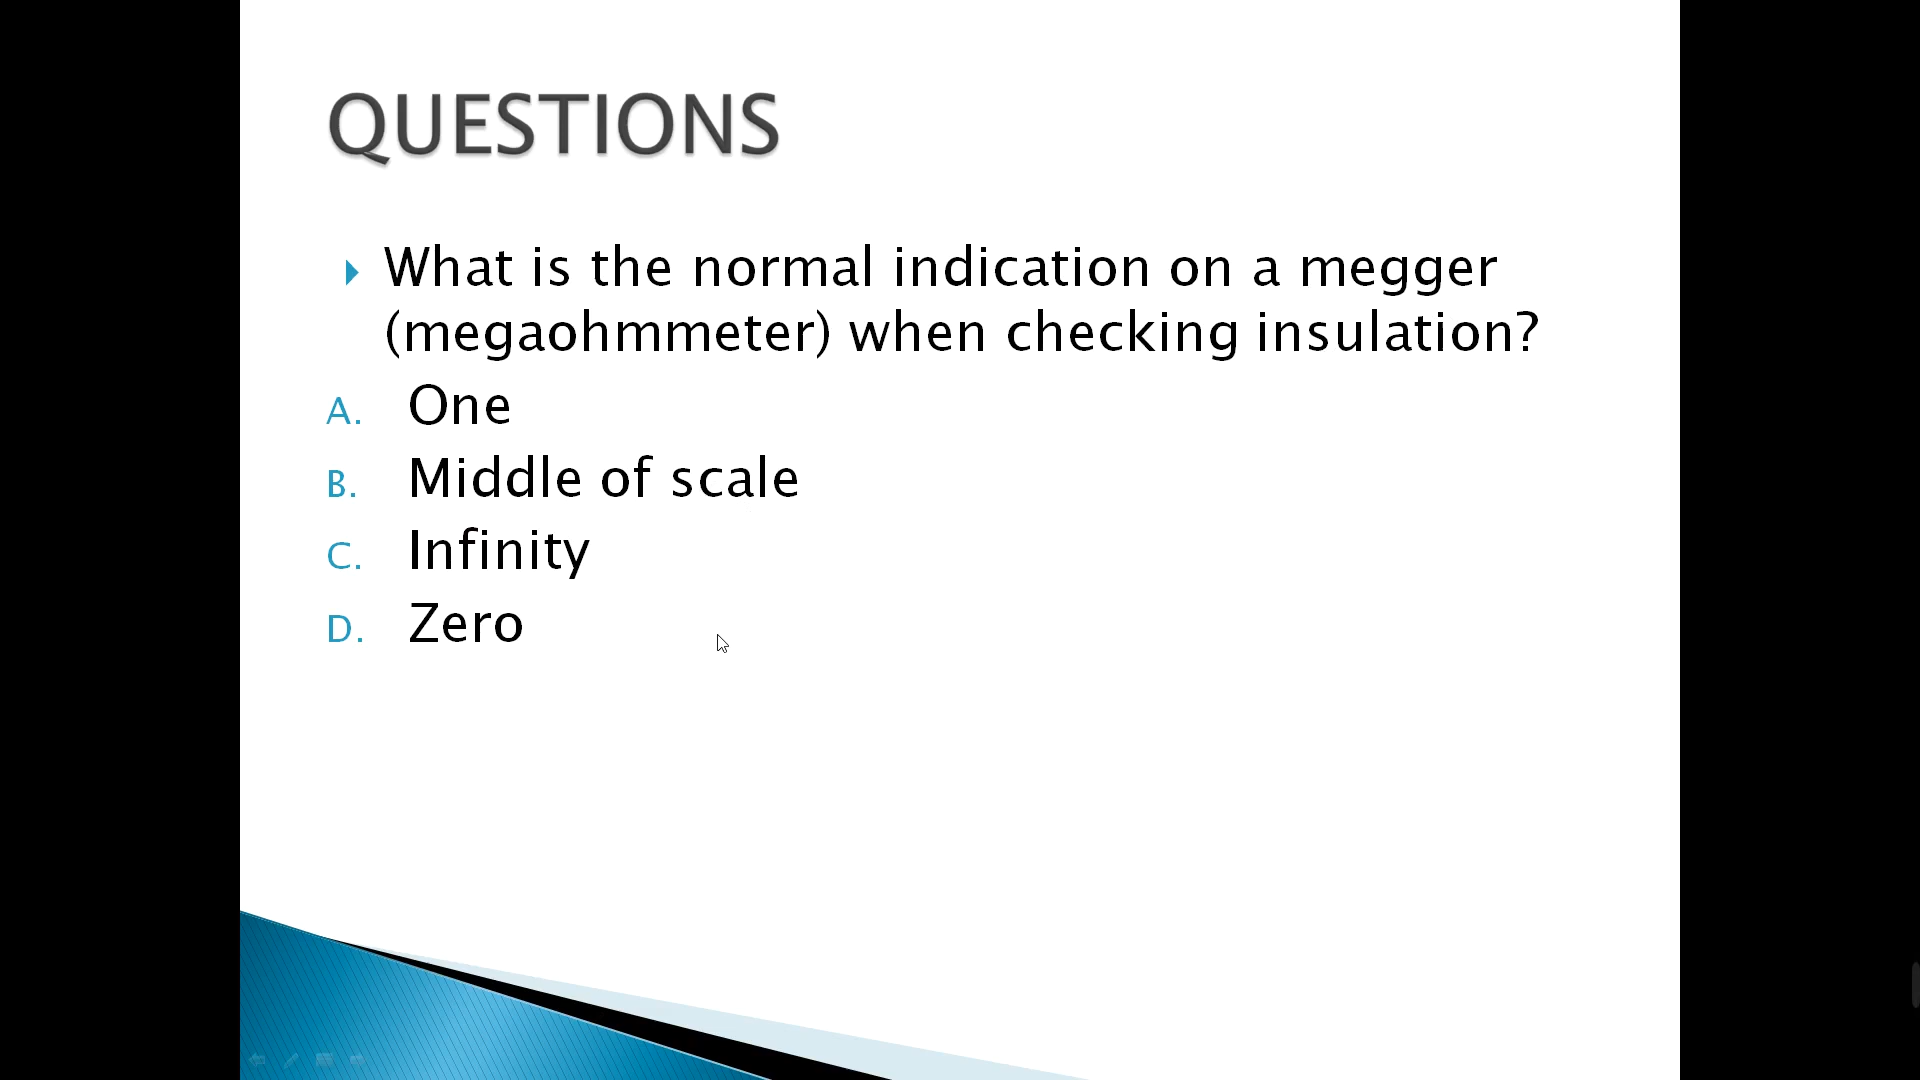 QUESTIONS
What is the normal indication on a megger
(megaohmmeter) when checking insulation?
A. One
B. Middle of scale
C. Infinity
D. Zero